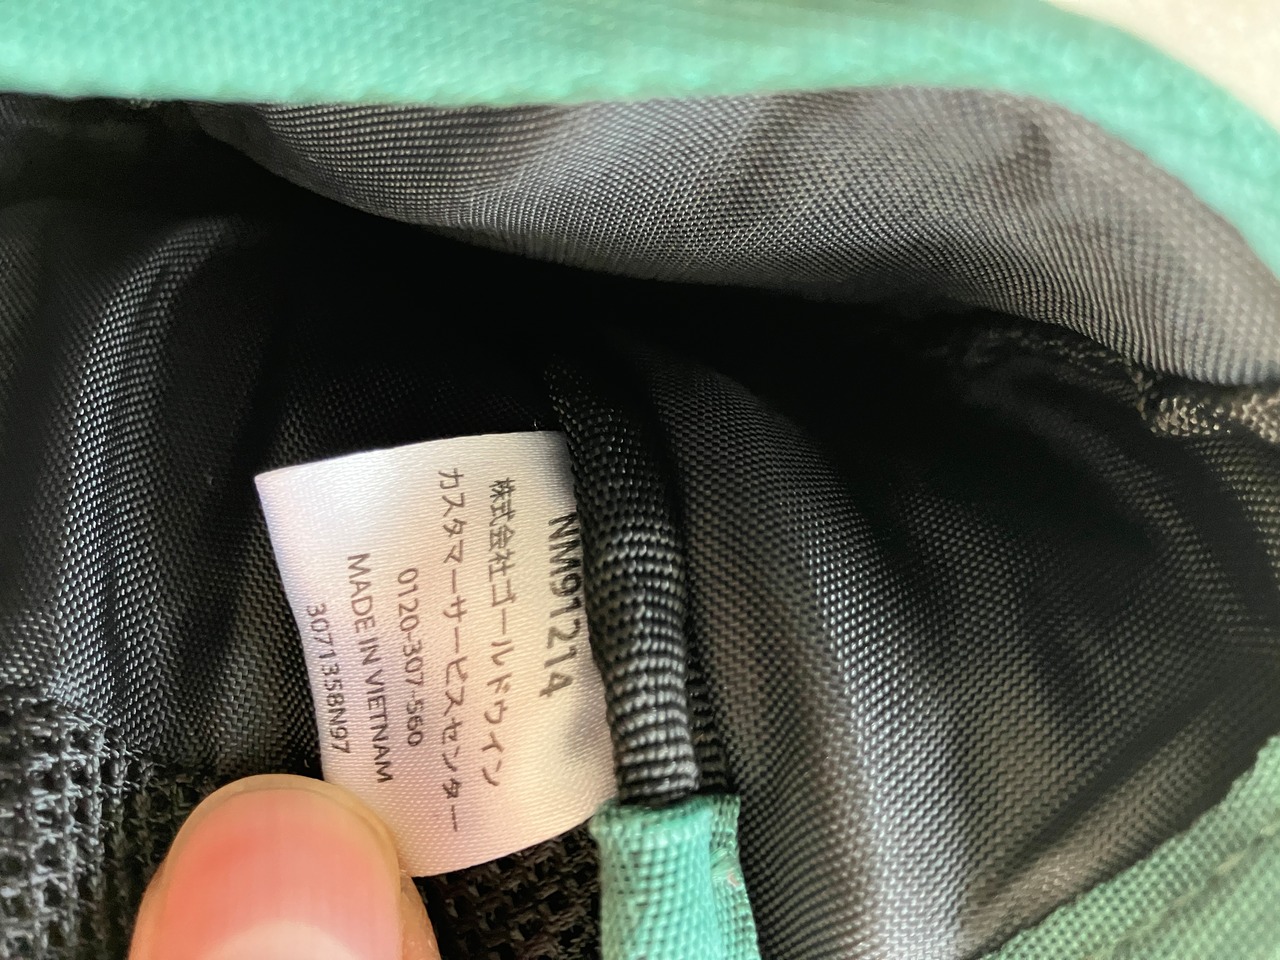 NM91214
株式会社ゴールドウイン
カスタマーサービスセンター
0120-307-560
MADE IN VIETNAM
307135BN97